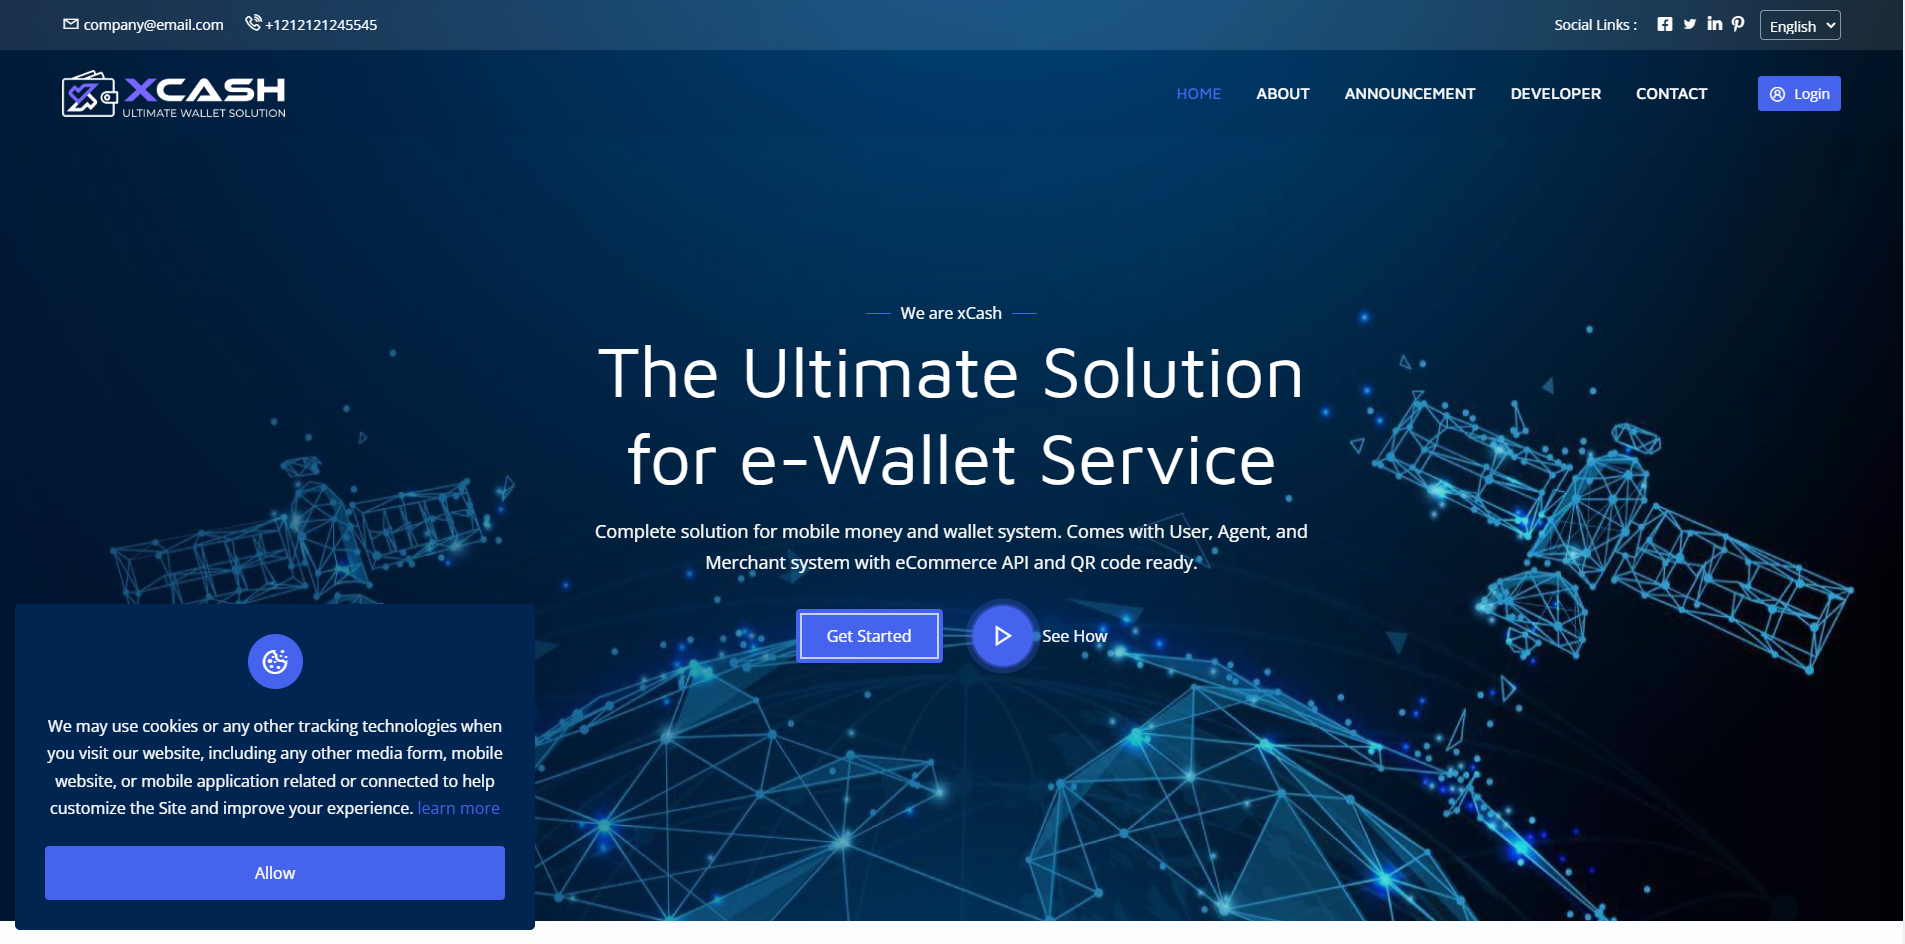 company@email.com
+1212121245545
Social Links :
English
XCASH
ULTIMATE WALLET SOLUTION
HOME
ABOUT
ANNOUNCEMENT
DEVELOPER
CONTACT
Login
We are xCash
The Ultimate Solution
for e-Wallet Service
Complete solution for mobile money and wallet system. Comes with User, Agent, and
Merchant system with eCommerce API and QR code ready.
Get Started
See How
We may use cookies or any other tracking technologies when
you visit our website, including any other media form, mobile
website, or mobile application related or connected to help
customize the Site and improve your experience. learn more
Allow